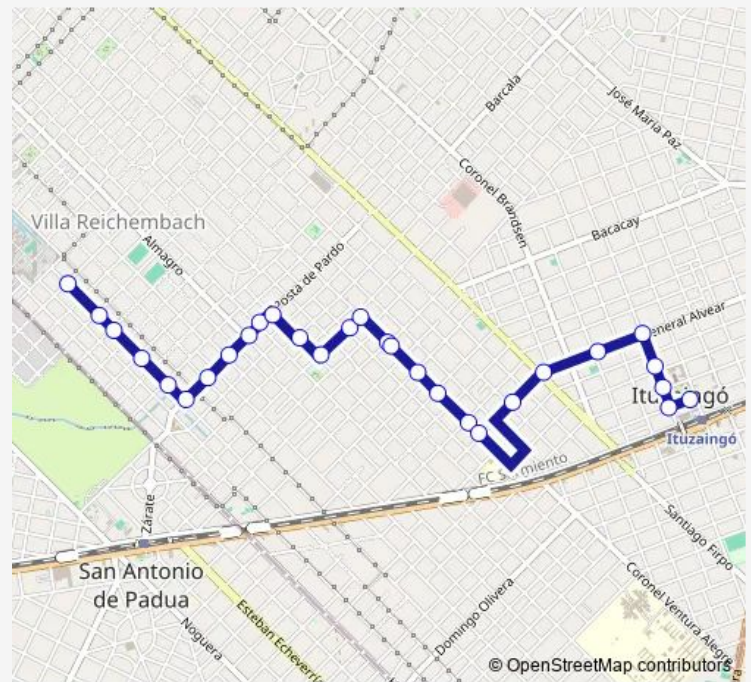 Barcala
José María Paz
Coronel Brandsen
Villa Reichembach
Almagro
Posta de Pardo
Bacacay
General Alvear
Ituzaingó
FC Sarmiento
Zárate
San Antonio
de Padua
Noguera
Esteban Echeverría
Domingo Olivera
Santiago Firpo
Coronel Ventura Alegre
© OpenStreetMap contributors